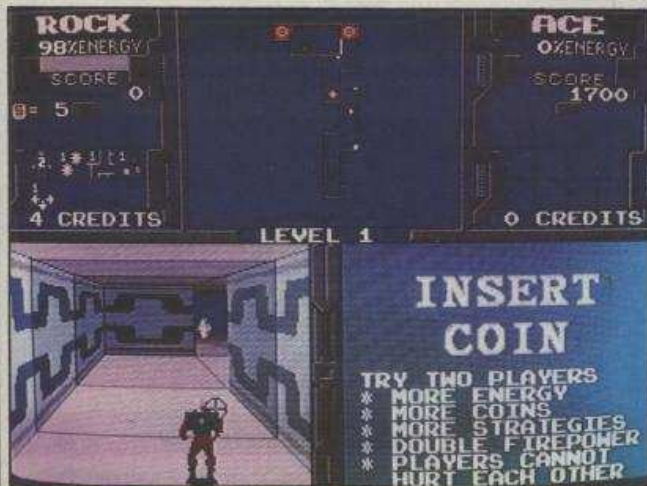 ROCK
98%ENERGY
SCORE
0
= 5
4 CREDITS
ACE
0%ENERGY
SCORE
1700
0 CREDITS
LEVEL 1
INSERT
COIN
TRY TWO PLAYERS
* MORE ENERGY
* MORE COINS
* MORE STRATEGIES
* DOUBLE FIREPOWER
* PLAYERS CANNOT
HURT EACH OTHER